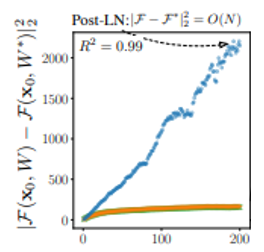 Post-LN:|𝓕−𝓕*|₂² = O(N)
R² = 0.99
|𝓕(x₀, W) − 𝓕(x₀, W*)|₂²
2000
1500
1000
500
0
0 100 200